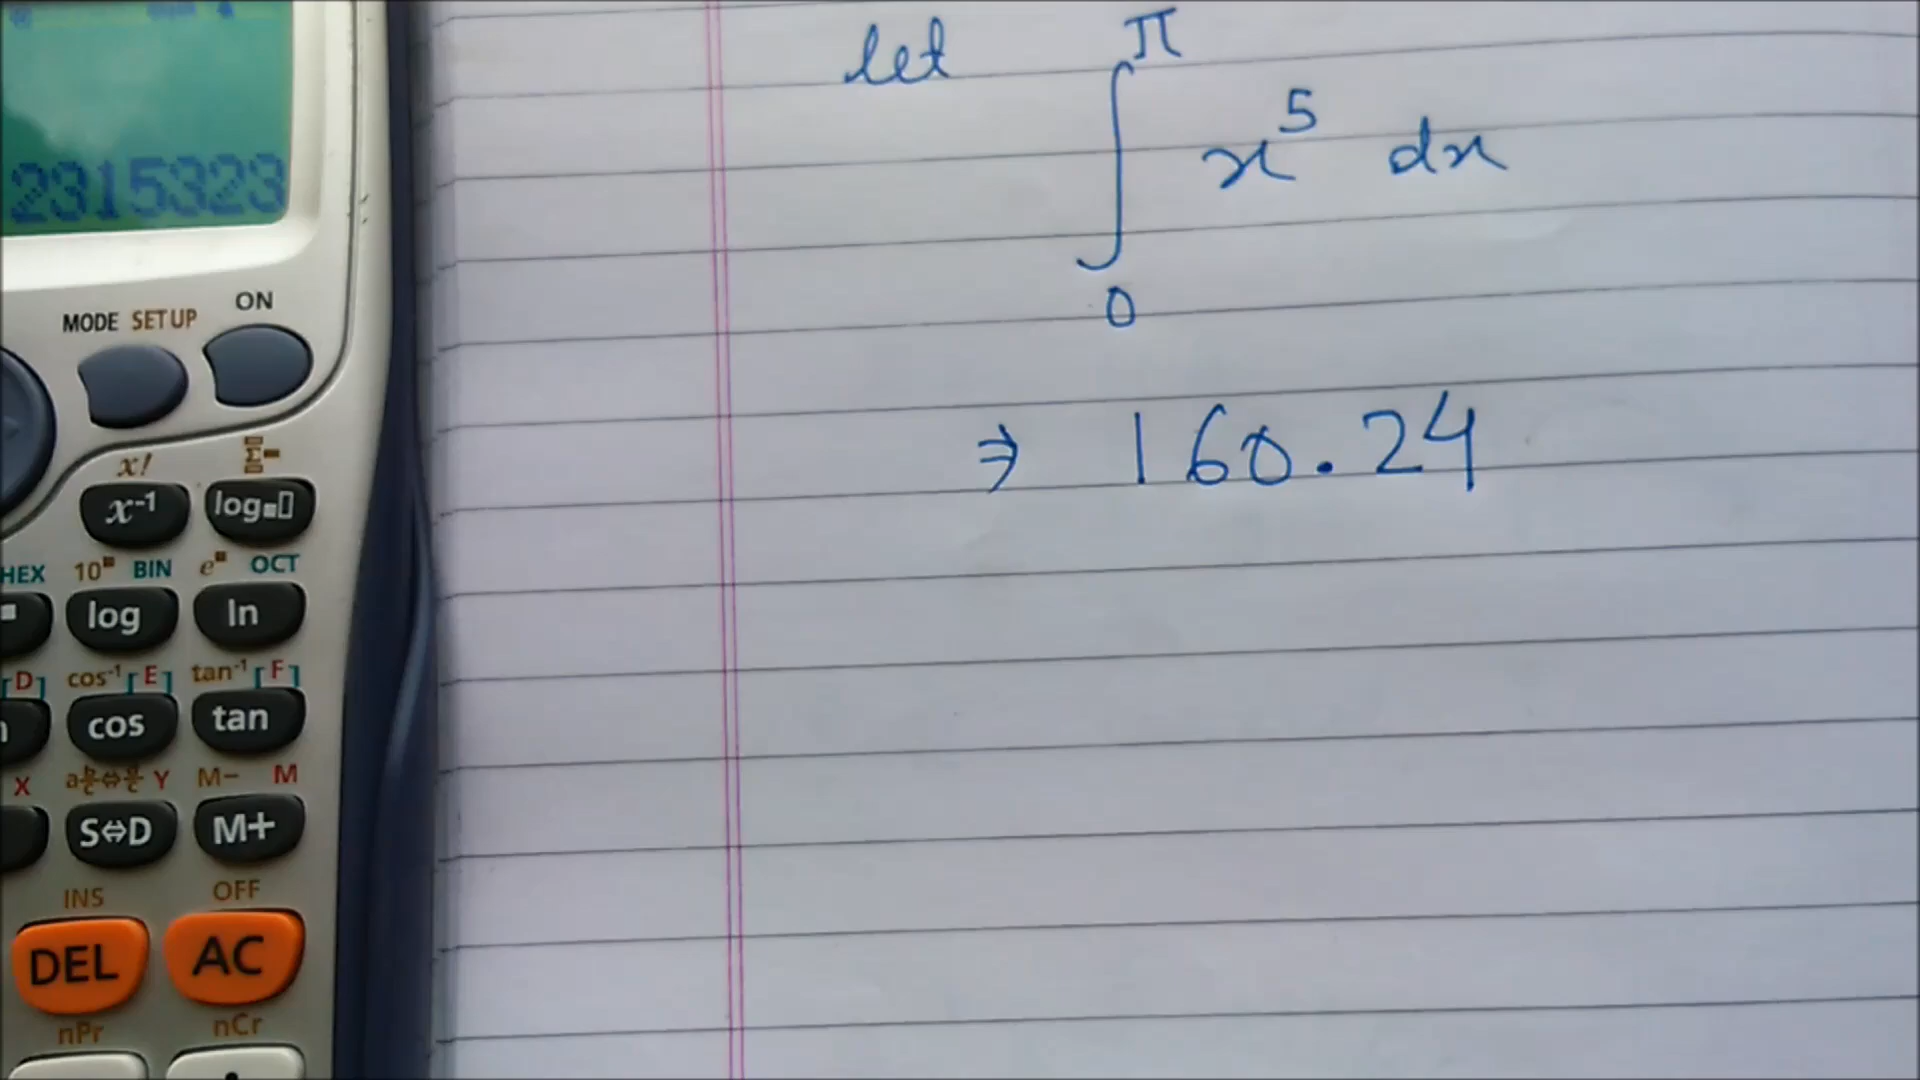 2315323
MODE SETUP ON
x!
x⁻¹ log
HEX 10 BIN e OCT
log ln
D cos⁻¹ E tan⁻¹ F
cos tan
X Y M− M
S⇔D M+
INS OFF
DEL AC
nPr nCr
let
∫₀^π x⁵ dx
⇒ 160.24